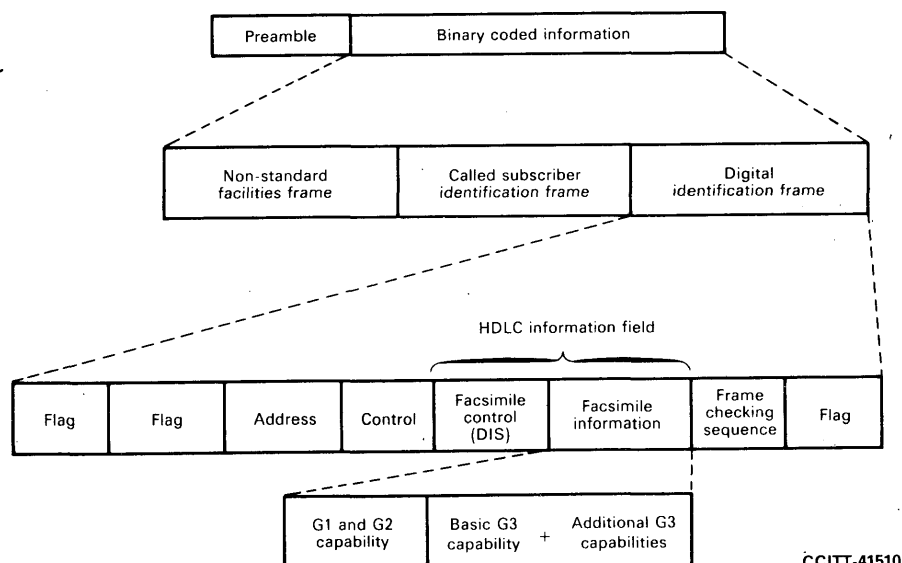 Preamble
Binary coded information
Non-standard
facilities frame
Called subscriber
identification frame
Digital
identification frame
HDLC information field
Flag
Flag
Address
Control
Facsimile
control
(DIS)
Facsimile
information
Frame
checking
sequence
Flag
G1 and G2
capability
Basic G3
capability
+
Additional G3
capabilities
CCITT-41510